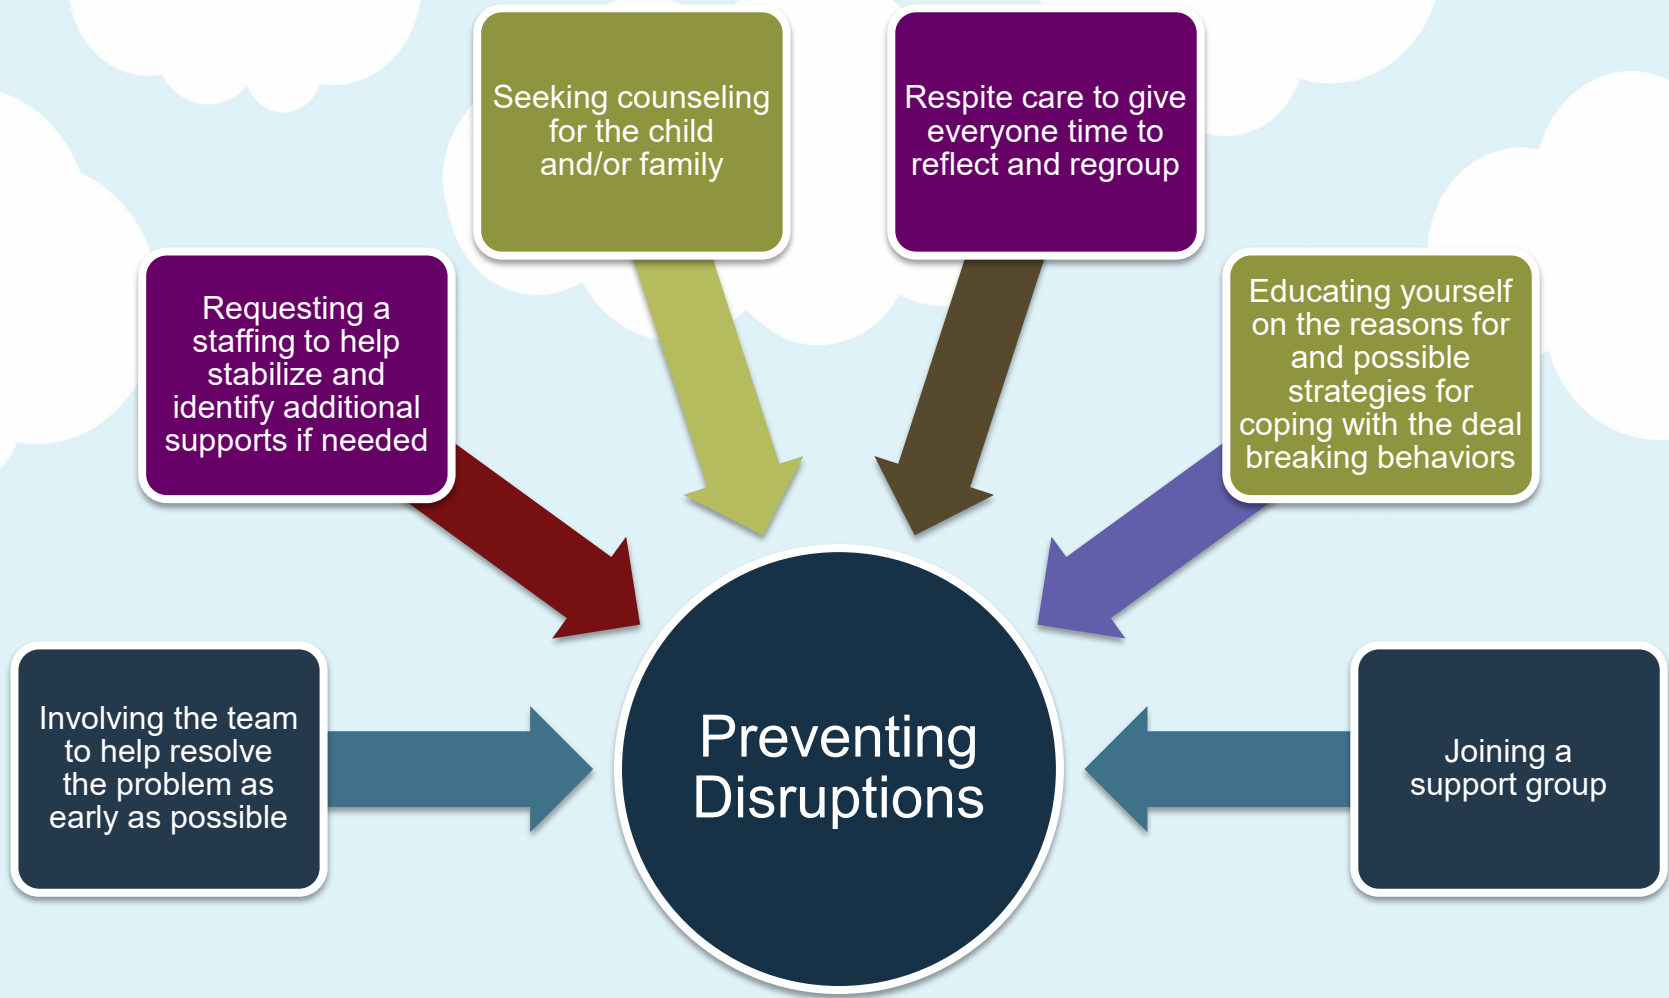 Seeking counseling
for the child
and/or family
Respite care to give
everyone time to
reflect and regroup
Requesting a
staffing to help
stabilize and
identify additional
supports if needed
Educating yourself
on the reasons for
and possible
strategies for
coping with the deal
breaking behaviors
Involving the team
to help resolve
the problem as
early as possible
Preventing
Disruptions
Joining a
support group